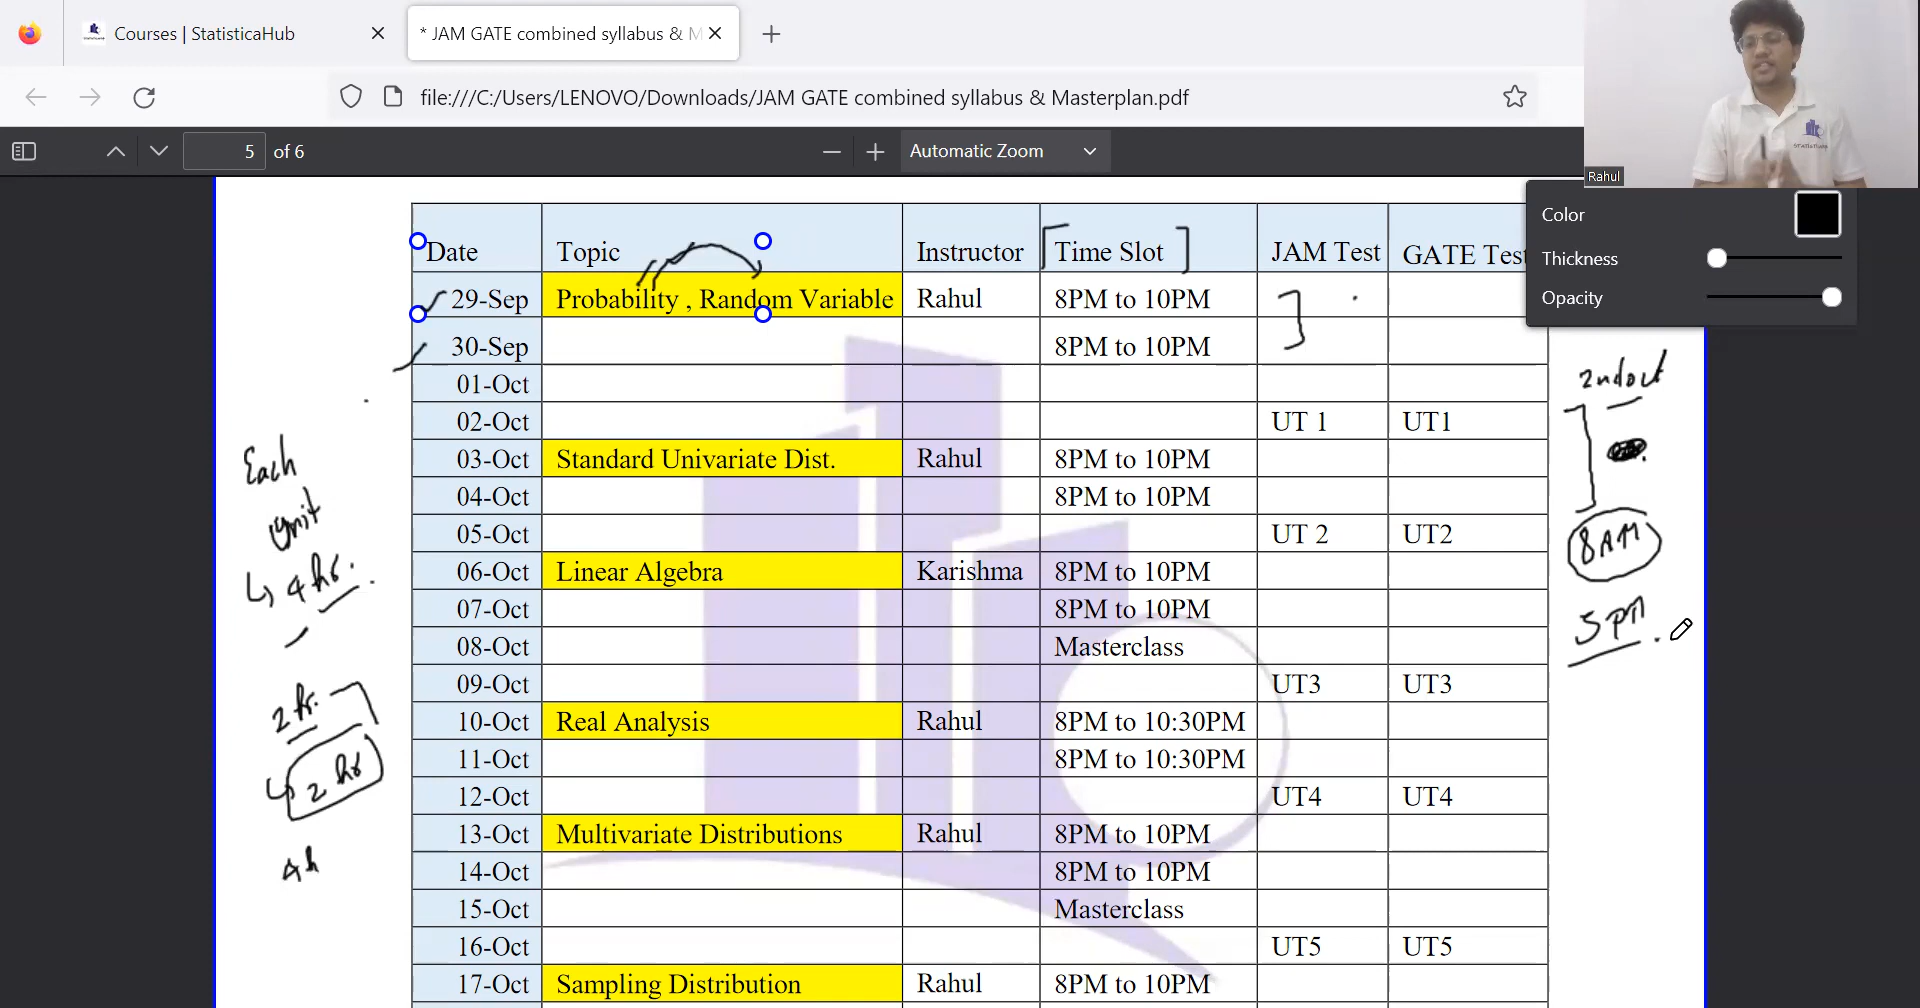 Courses | StatisticaHub
* JAM GATE combined syllabus & M
file:///C:/Users/LENOVO/Downloads/JAM GATE combined syllabus & Masterplan.pdf
5 of 6
Automatic Zoom
Rahul
Color
Thickness
Opacity
Date Topic Instructor Time Slot JAM Test GATE Test
29-Sep Probability , Random Variable Rahul 8PM to 10PM
30-Sep 8PM to 10PM
01-Oct
02-Oct UT 1 UT1
03-Oct Standard Univariate Dist. Rahul 8PM to 10PM
04-Oct 8PM to 10PM
05-Oct UT 2 UT2
06-Oct Linear Algebra Karishma 8PM to 10PM
07-Oct 8PM to 10PM
08-Oct Masterclass
09-Oct UT3 UT3
10-Oct Real Analysis Rahul 8PM to 10:30PM
11-Oct 8PM to 10:30PM
12-Oct UT4 UT4
13-Oct Multivariate Distributions Rahul 8PM to 10PM
14-Oct 8PM to 10PM
15-Oct Masterclass
16-Oct UT5 UT5
17-Oct Sampling Distribution Rahul 8PM to 10PM
Each
Unit
4 hr.
2 hr.
2 hr
4 h
2nd oct
8AM
5 PM.